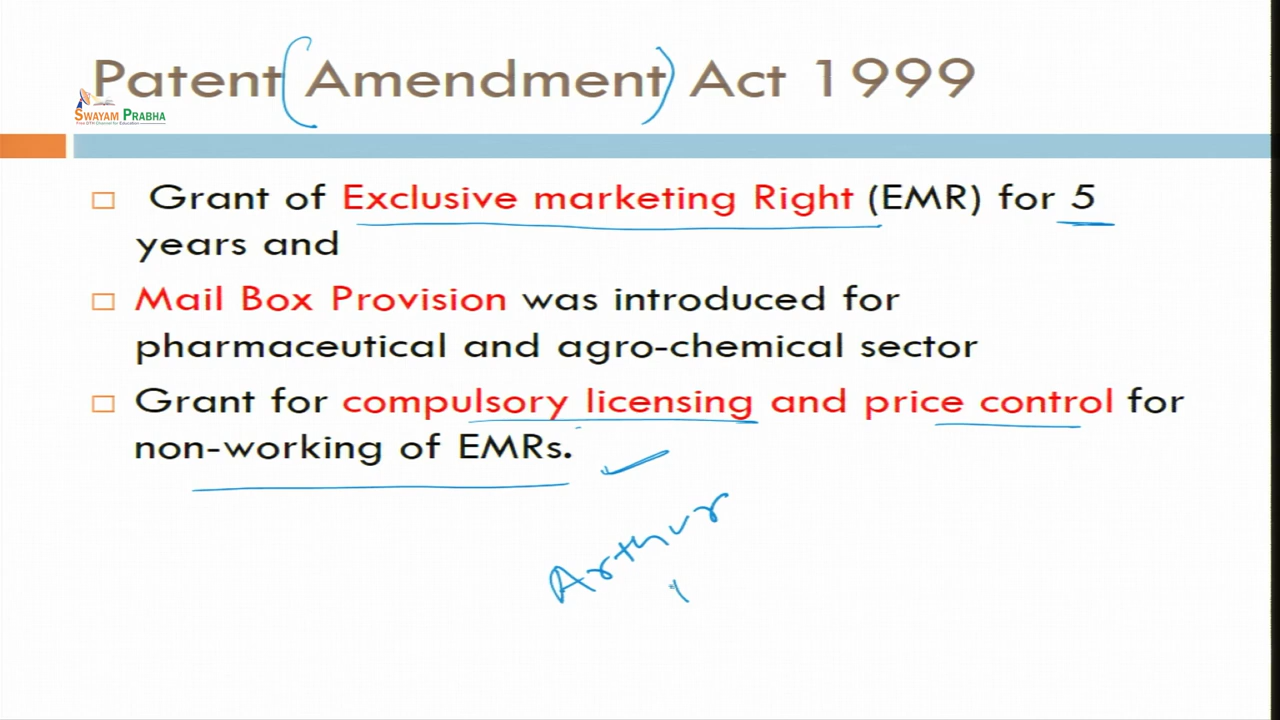 Patent (Amendment) Act 1999
SWAYAM PRABHA
Grant of Exclusive marketing Right (EMR) for 5
years and
Mail Box Provision was introduced for
pharmaceutical and agro-chemical sector
Grant for compulsory licensing and price control for
non-working of EMRs.
Arthur